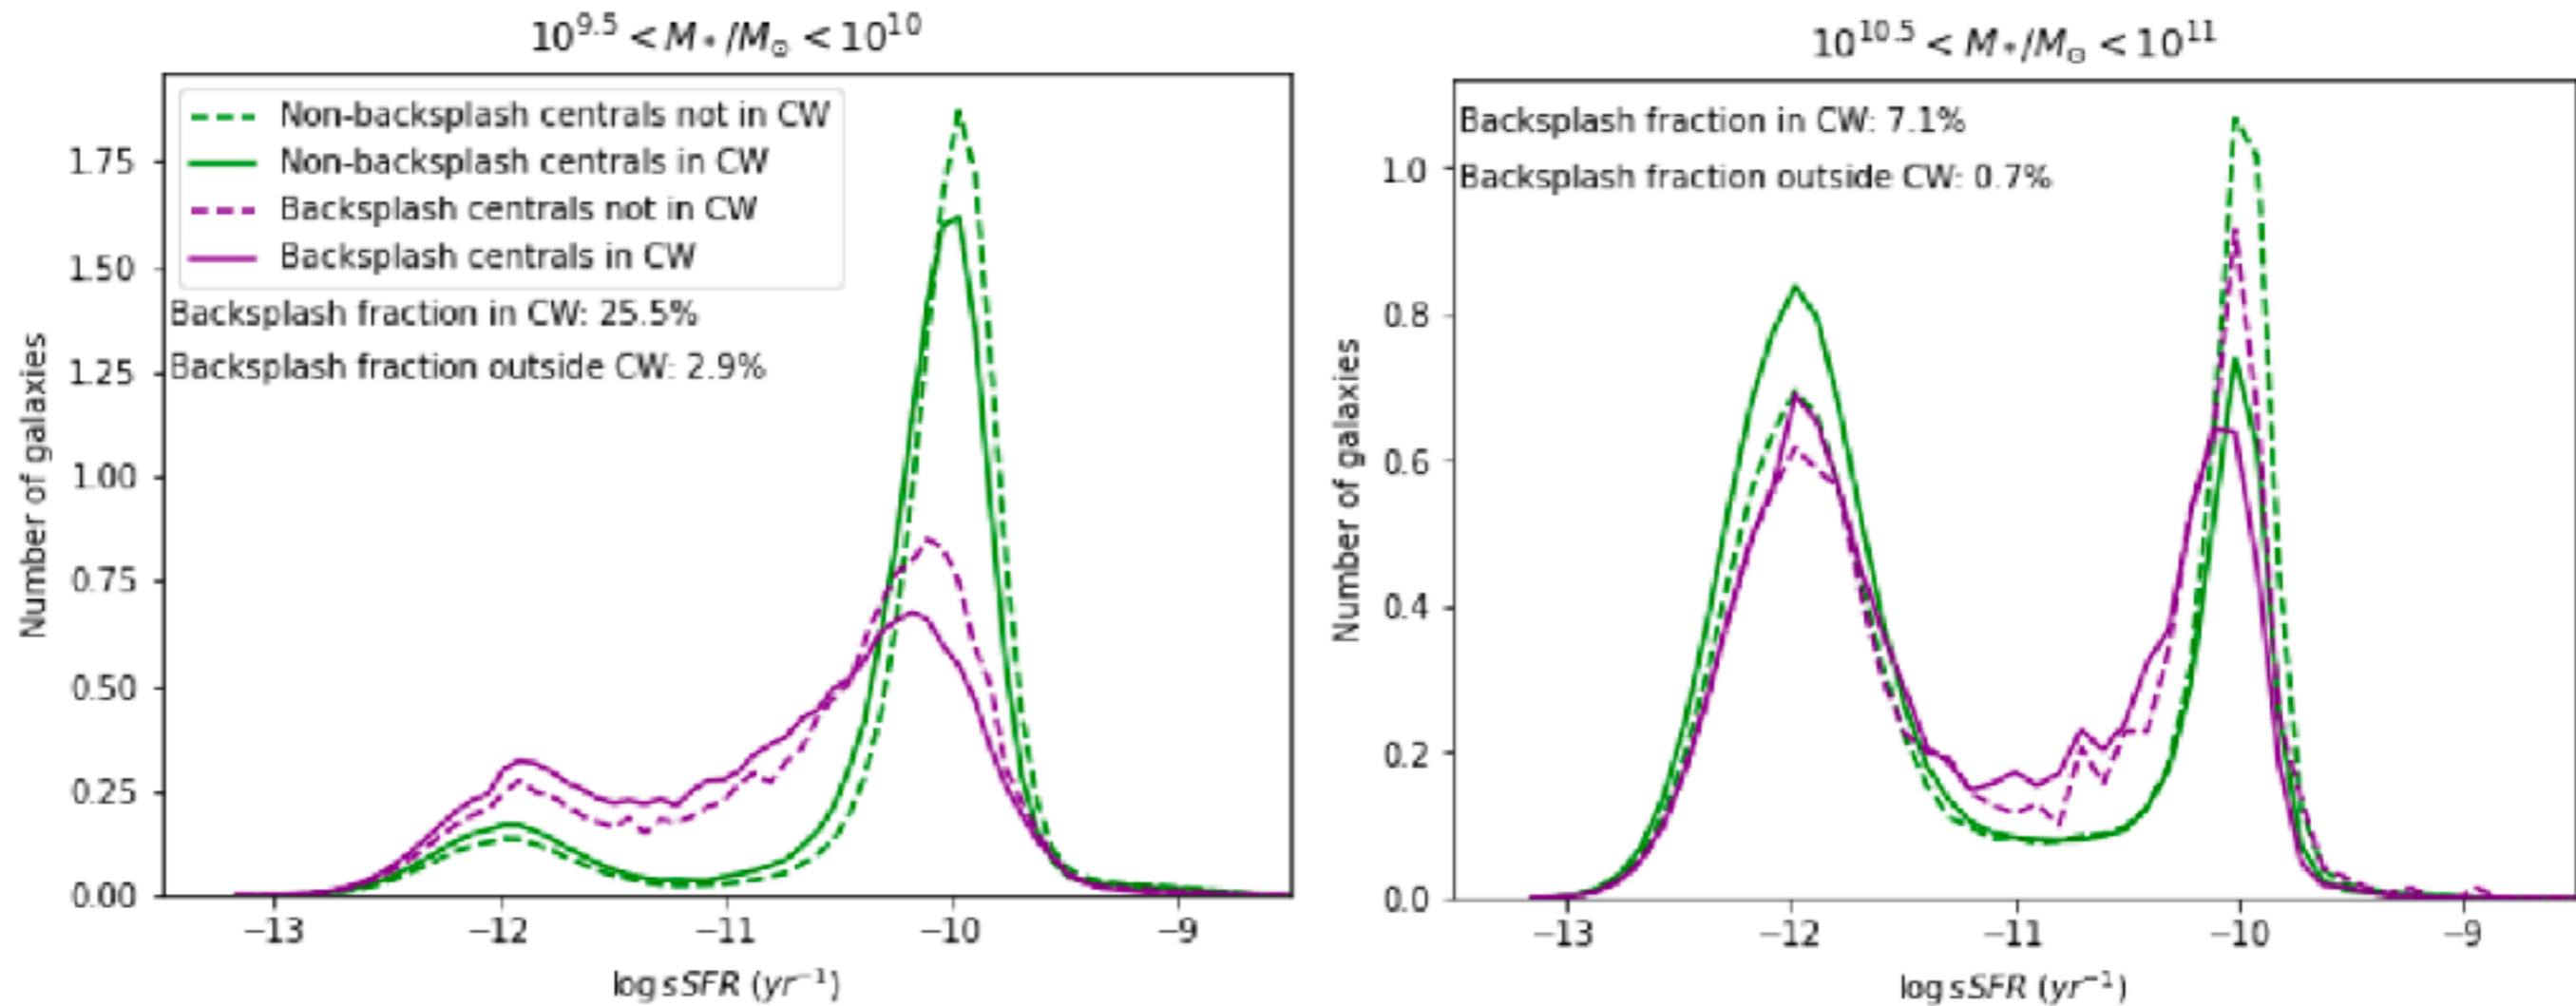 10^9.5 < M*/M☉ < 10^10
Non-backsplash centrals not in CW
Non-backsplash centrals in CW
Backsplash centrals not in CW
Backsplash centrals in CW
Backsplash fraction in CW: 25.5%
Backsplash fraction outside CW: 2.9%
Number of galaxies
1.75
1.50
1.25
1.00
0.75
0.50
0.25
0.00
−13
−12
−11
−10
−9
log sSFR (yr⁻¹)
10^10.5 < M*/M☉ < 10^11
Backsplash fraction in CW: 7.1%
Backsplash fraction outside CW: 0.7%
Number of galaxies
1.0
0.8
0.6
0.4
0.2
0.0
−13
−12
−11
−10
−9
log sSFR (yr⁻¹)